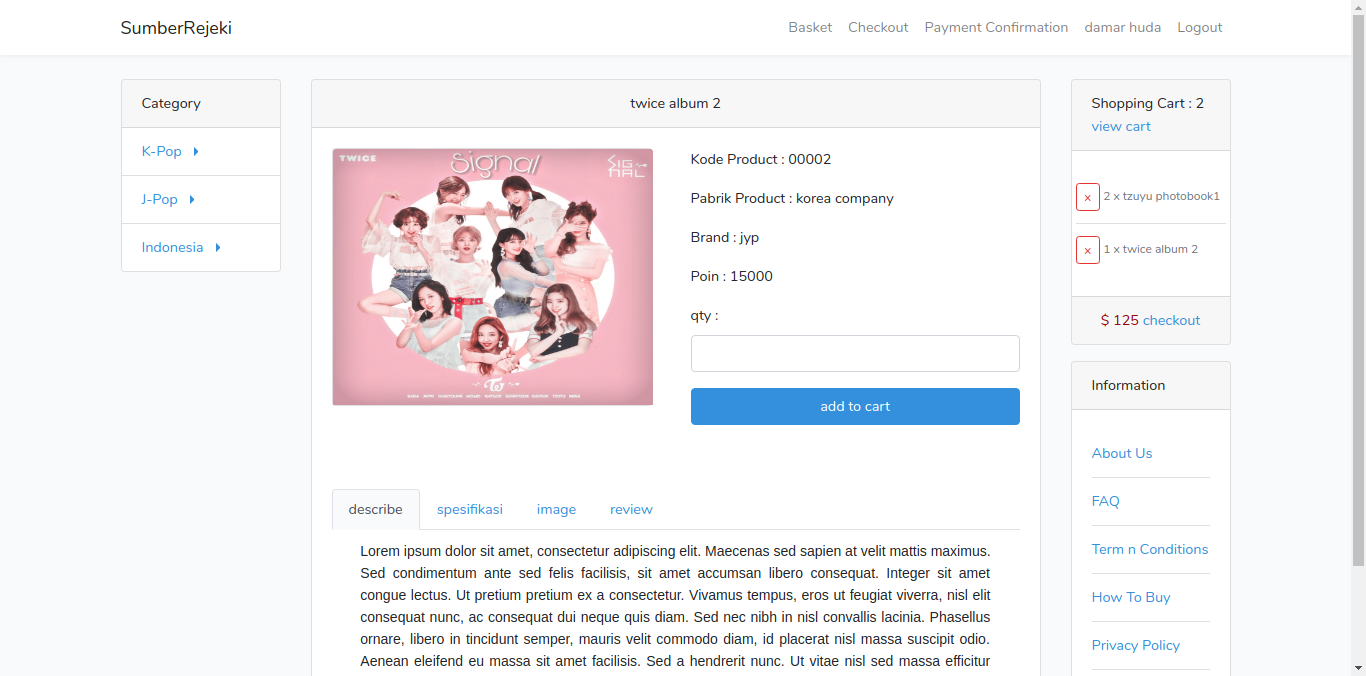 SumberRejeki
Basket Checkout Payment Confirmation damar huda Logout
Category
K-Pop
J-Pop
Indonesia
twice album 2
TWICE
Signal
SIGNAL
Kode Product : 00002
Pabrik Product : korea company
Brand : jyp
Poin : 15000
qty :
add to cart
describe spesifikasi image review
Lorem ipsum dolor sit amet, consectetur adipiscing elit. Maecenas sed sapien at velit mattis maximus.
Sed condimentum ante sed felis facilisis, sit amet accumsan libero consequat. Integer sit amet
congue lectus. Ut pretium pretium ex a consectetur. Vivamus tempus, eros ut feugiat viverra, nisl elit
consequat nunc, ac consequat dui neque quis diam. Sed nec nibh in nisl convallis lacinia. Phasellus
ornare, libero in tincidunt semper, mauris velit commodo diam, id placerat nisl massa suscipit odio.
Aenean eleifend eu massa sit amet facilisis. Sed a hendrerit nunc. Ut vitae nisl sed massa efficitur
Shopping Cart : 2
view cart
x 2 x tzuyu photobook1
x 1 x twice album 2
$ 125 checkout
Information
About Us
FAQ
Term n Conditions
How To Buy
Privacy Policy